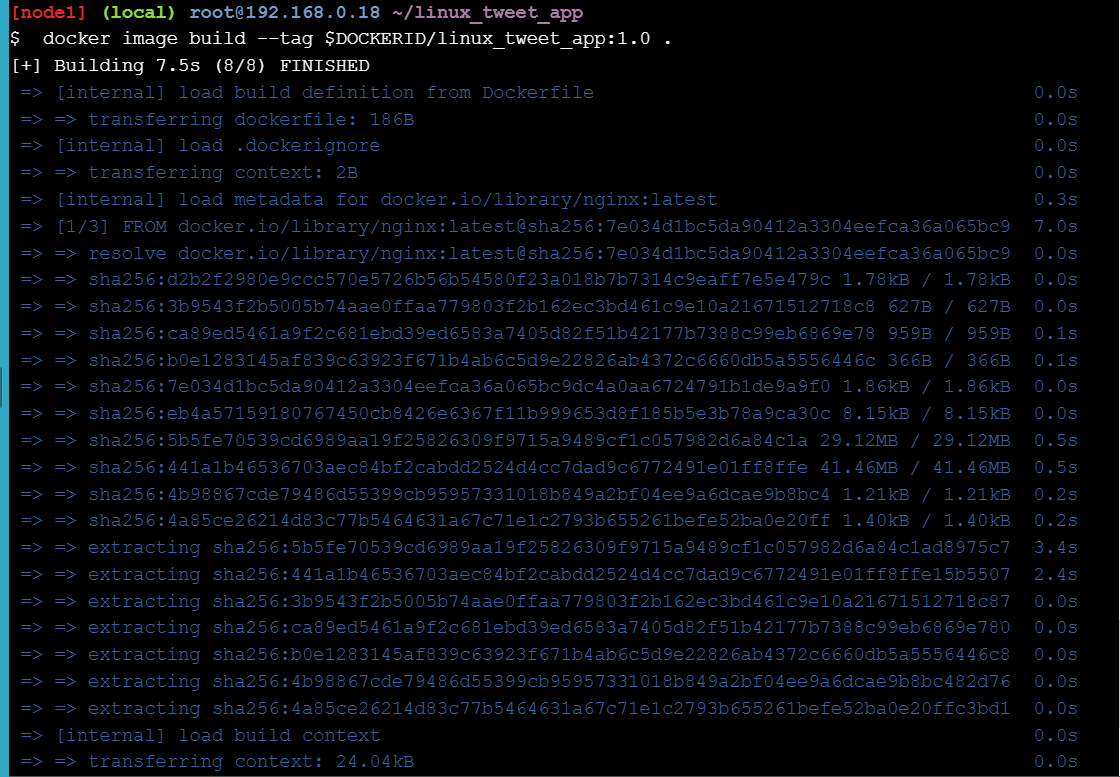 [node1] (local) root@192.168.0.18 ~/linux_tweet_app
$ docker image build --tag $DOCKERID/linux_tweet_app:1.0 .
[+] Building 7.5s (8/8) FINISHED
=> [internal] load build definition from Dockerfile 0.0s
=> => transferring dockerfile: 186B 0.0s
=> [internal] load .dockerignore 0.0s
=> => transferring context: 2B 0.0s
=> [internal] load metadata for docker.io/library/nginx:latest 0.3s
=> [1/3] FROM docker.io/library/nginx:latest@sha256:7e034d1bc5da90412a3304eefca36a065bc9 7.0s
=> => resolve docker.io/library/nginx:latest@sha256:7e034d1bc5da90412a3304eefca36a065bc9 0.0s
=> => sha256:d2b2f2980e9ccc570e5726b56b54580f23a018b7b7314c9eaff7e5e479c 1.78kB / 1.78kB 0.0s
=> => sha256:3b9543f2b5005b74aae0ffaa779803f2b162ec3bd461c9e10a21671512718c8 627B / 627B 0.0s
=> => sha256:ca89ed5461a9f2c681ebd39ed6583a7405d82f51b42177b7388c99eb6869e78 959B / 959B 0.1s
=> => sha256:b0e1283145af839c63923f671b4ab6c5d9e22826ab4372c6660db5a5556446c 366B / 366B 0.1s
=> => sha256:7e034d1bc5da90412a3304eefca36a065bc9dc4a0aa6724791b1de9a9f0 1.86kB / 1.86kB 0.0s
=> => sha256:eb4a57159180767450cb8426e6367f11b999653d8f185b5e3b78a9ca30c 8.15kB / 8.15kB 0.0s
=> => sha256:5b5fe70539cd6989aa19f25826309f9715a9489cf1c057982d6a84c1a 29.12MB / 29.12MB 0.5s
=> => sha256:441a1b46536703aec84bf2cabdd2524d4cc7dad9c6772491e01ff8ffe 41.46MB / 41.46MB 0.5s
=> => sha256:4b98867cde79486d55399cb95957331018b849a2bf04ee9a6dcae9b8bc4 1.21kB / 1.21kB 0.2s
=> => sha256:4a85ce26214d83c77b5464631a67c71e1c2793b655261befe52ba0e20ff 1.40kB / 1.40kB 0.2s
=> => extracting sha256:5b5fe70539cd6989aa19f25826309f9715a9489cf1c057982d6a84c1ad8975c7 3.4s
=> => extracting sha256:441a1b46536703aec84bf2cabdd2524d4cc7dad9c6772491e01ff8ffe15b5507 2.4s
=> => extracting sha256:3b9543f2b5005b74aae0ffaa779803f2b162ec3bd461c9e10a21671512718c87 0.0s
=> => extracting sha256:ca89ed5461a9f2c681ebd39ed6583a7405d82f51b42177b7388c99eb6869e780 0.0s
=> => extracting sha256:b0e1283145af839c63923f671b4ab6c5d9e22826ab4372c6660db5a5556446c8 0.0s
=> => extracting sha256:4b98867cde79486d55399cb95957331018b849a2bf04ee9a6dcae9b8bc482d76 0.0s
=> => extracting sha256:4a85ce26214d83c77b5464631a67c71e1c2793b655261befe52ba0e20ffc3bd1 0.0s
=> [internal] load build context 0.0s
=> => transferring context: 24.04kB 0.0s